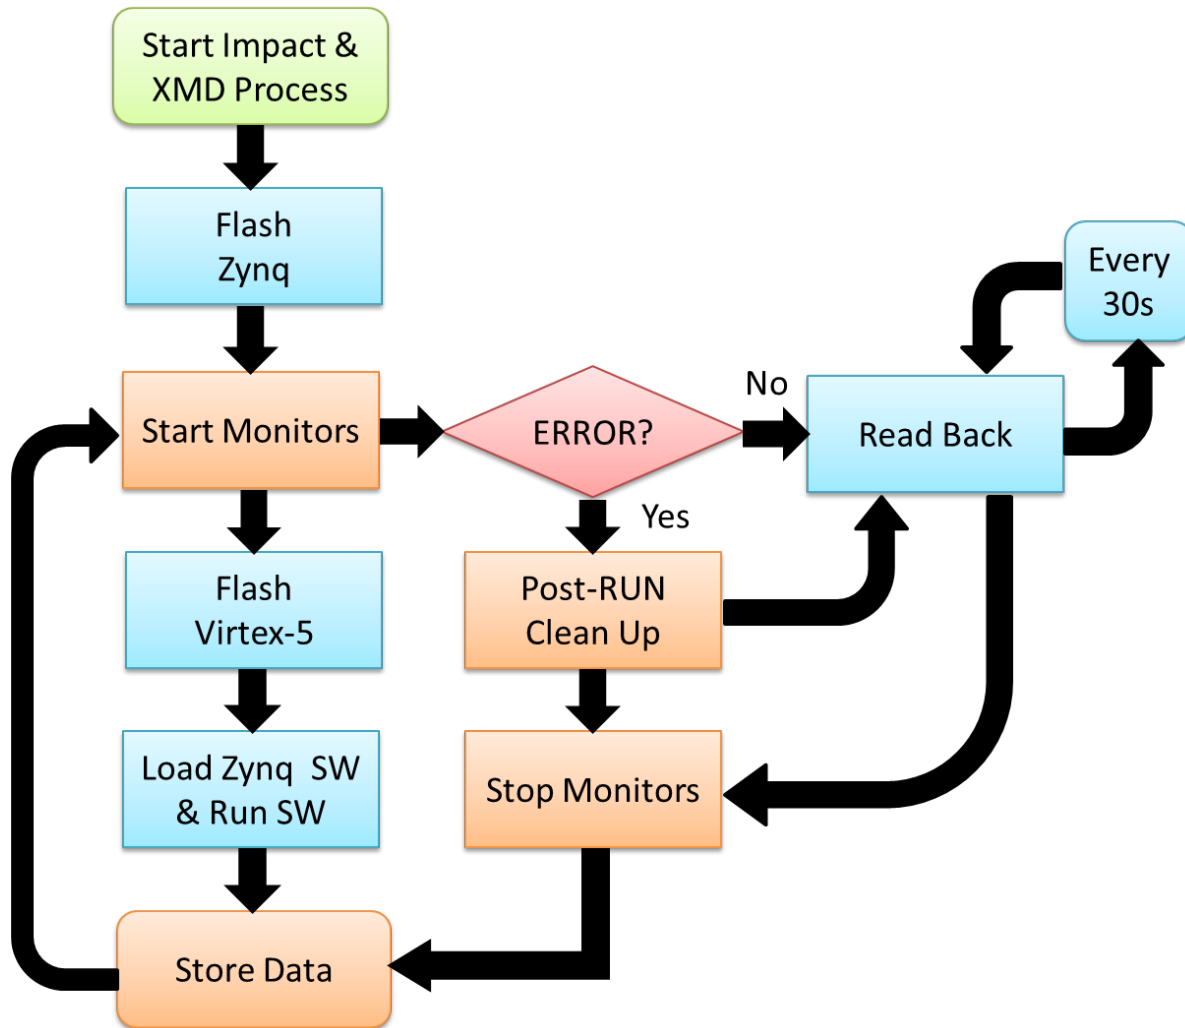 Start Impact &
XMD Process
Flash
Zynq
Every
30s
Start Monitors
ERROR?
No
Read Back
Yes
Flash
Virtex-5
Post-RUN
Clean Up
Load Zynq  SW
& Run SW
Stop Monitors
Store Data